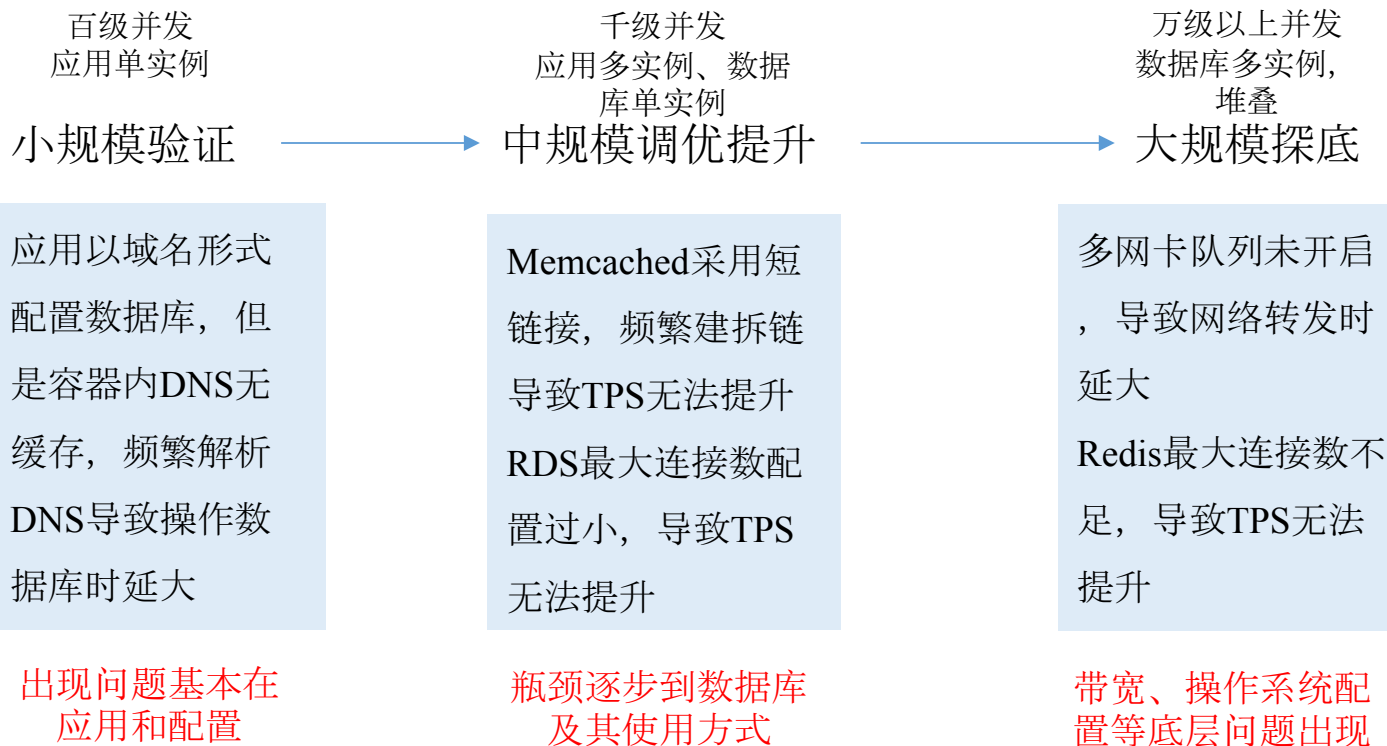 百级并发
应用单实例
小规模验证
应用以域名形式
配置数据库，但
是容器内DNS无
缓存，频繁解析
DNS导致操作数
据库时延大
出现问题基本在
应用和配置
千级并发
应用多实例、数据
库单实例
中规模调优提升
Memcached采用短
链接，频繁建拆链
导致TPS无法提升
RDS最大连接数配
置过小，导致TPS
无法提升
瓶颈逐步到数据库
及其使用方式
万级以上并发
数据库多实例，
堆叠
大规模探底
多网卡队列未开启
，导致网络转发时
延大
Redis最大连接数不
足，导致TPS无法
提升
带宽、操作系统配
置等底层问题出现